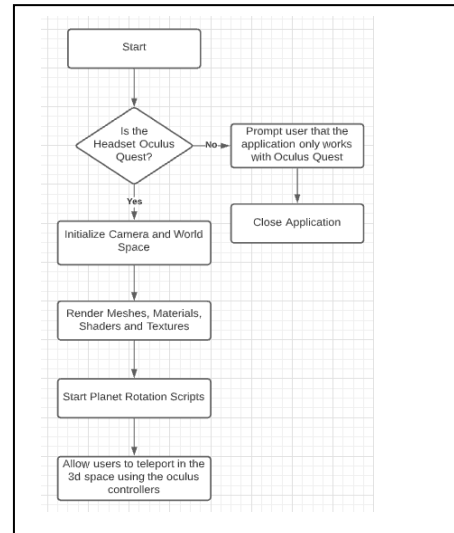 Start
Is the
Headset Oculus
Quest?
No
Prompt user that the
application only works
with Oculus Quest
Yes
Close Application
Initialize Camera and World
Space
Render Meshes, Materials,
Shaders and Textures
Start Planet Rotation Scripts
Allow users to teleport in the
3d space using the oculus
controllers